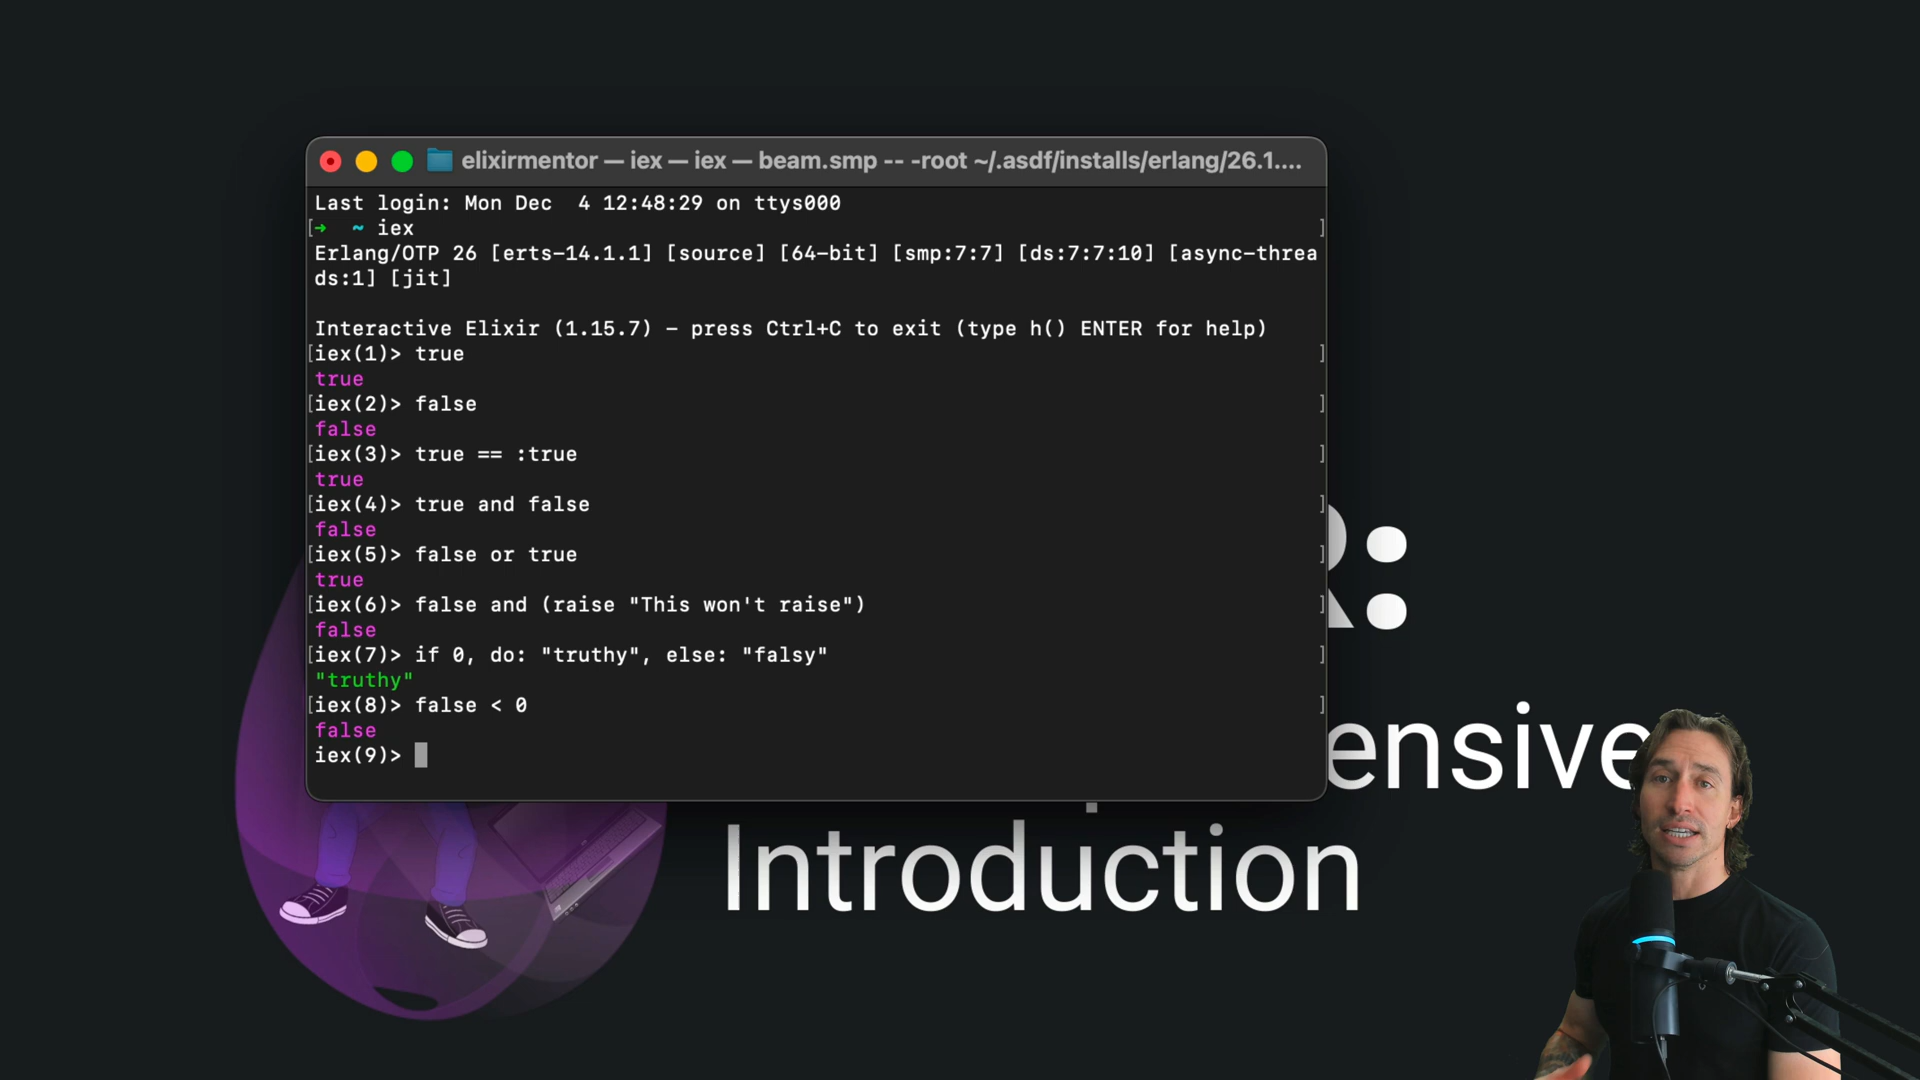 elixirmentor — iex — iex — beam.smp -- -root ~/.asdf/installs/erlang/26.1....
Last login: Mon Dec  4 12:48:29 on ttys000
[➜  ~ iex ]
Erlang/OTP 26 [erts-14.1.1] [source] [64-bit] [smp:7:7] [ds:7:7:10] [async-threa
ds:1] [jit]
Interactive Elixir (1.15.7) - press Ctrl+C to exit (type h() ENTER for help)
[iex(1)> true ]
true
[iex(2)> false ]
false
[iex(3)> true == :true ]
true
[iex(4)> true and false ]
false
[iex(5)> false or true ]
true
[iex(6)> false and (raise "This won't raise") ]
false
[iex(7)> if 0, do: "truthy", else: "falsy" ]
"truthy"
[iex(8)> false < 0 ]
false
iex(9)>
Introduction